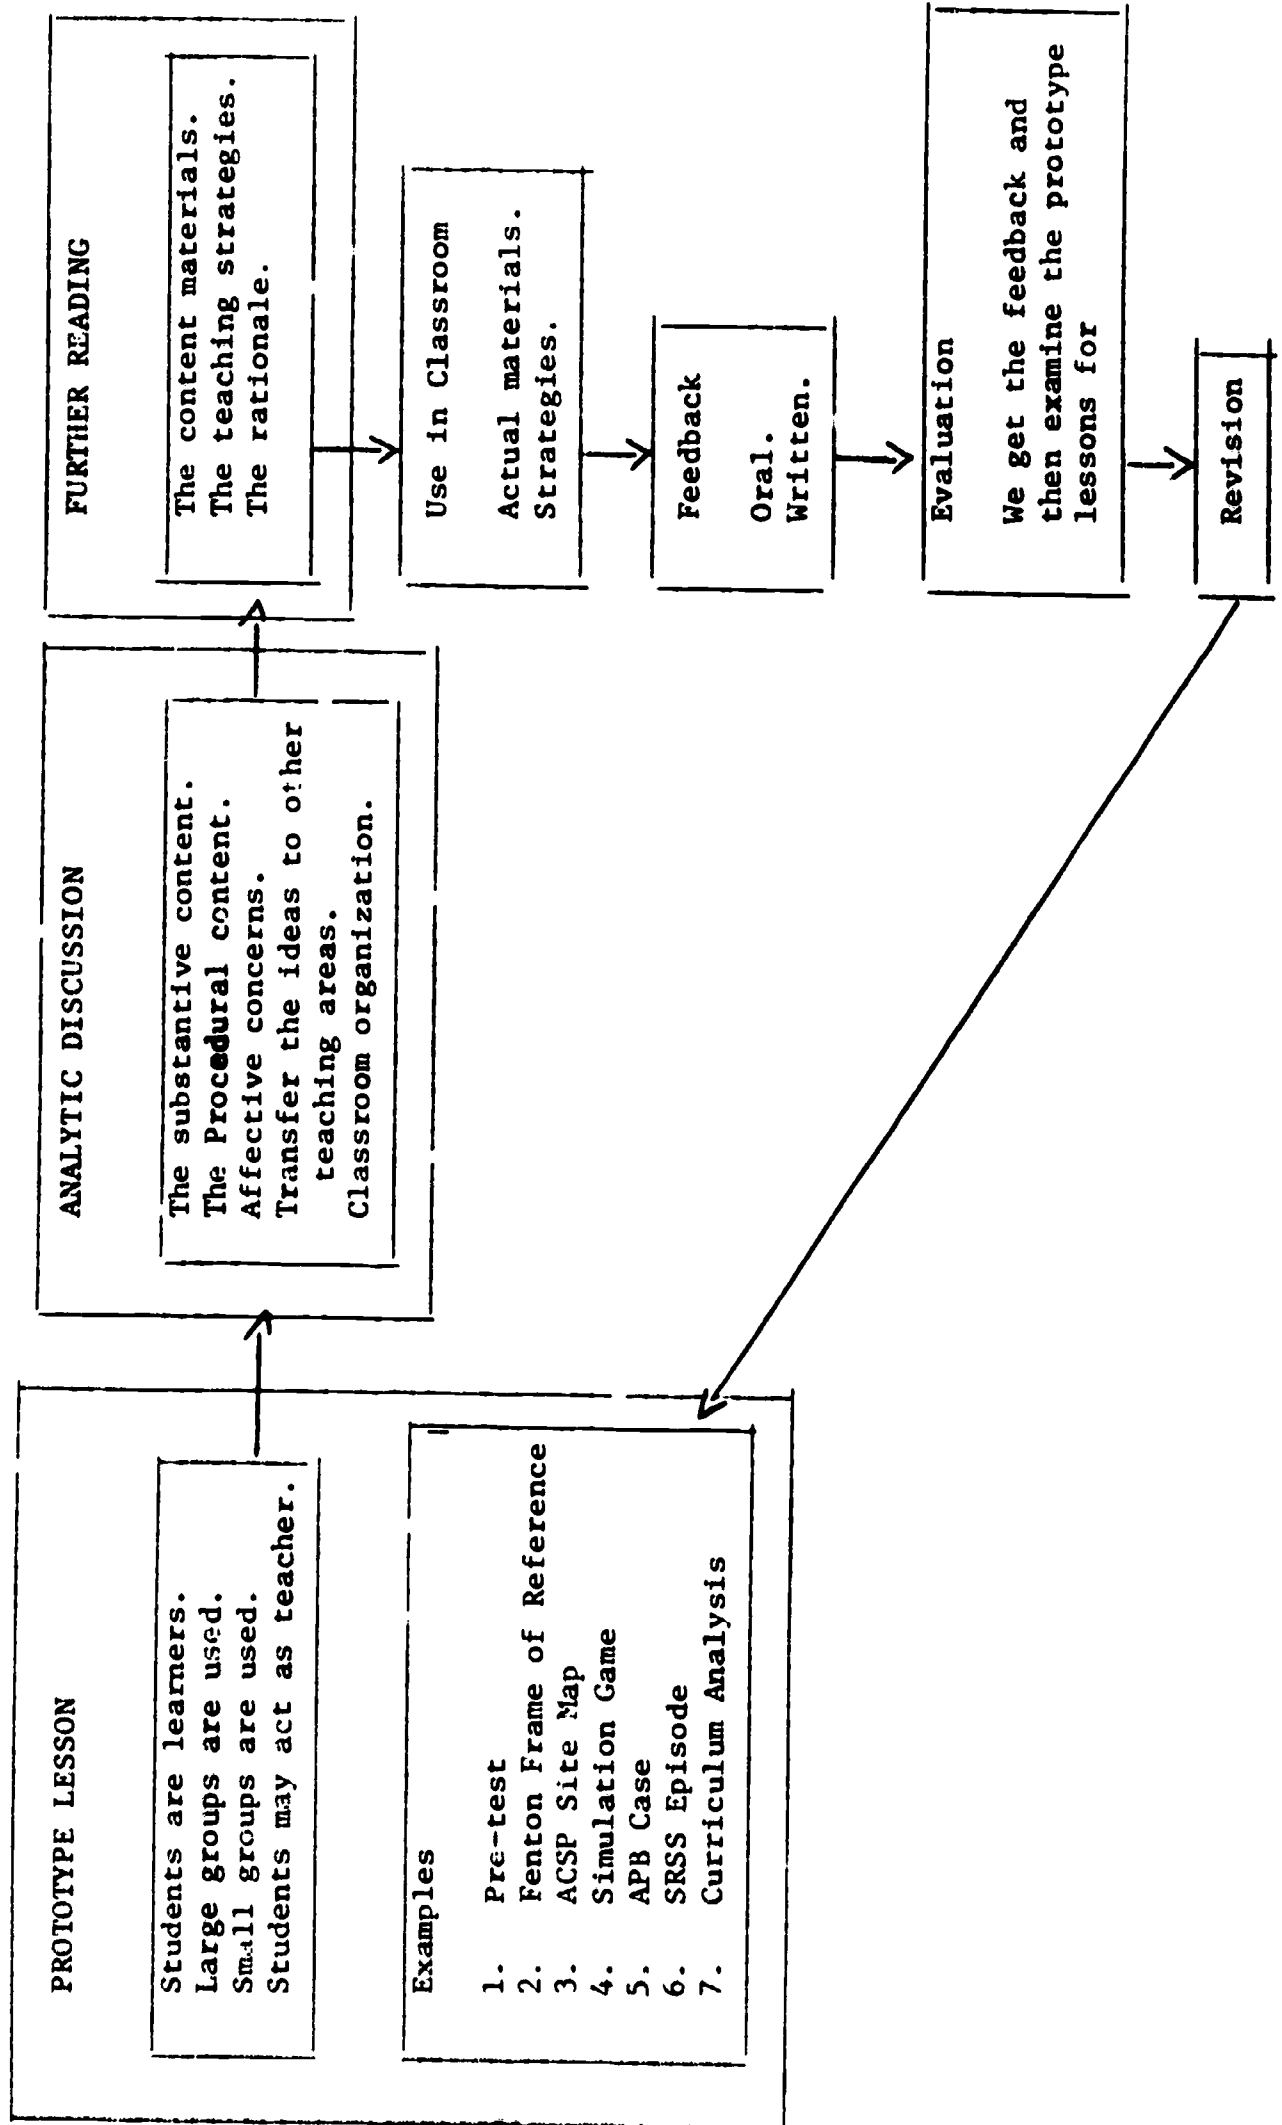 PROTOTYPE LESSON
Students are learners.
Large groups are used.
Small groups are used.
Students may act as teacher.
Examples
1. Pre-test
2. Fenton Frame of Reference
3. ACSP Site Map
4. Simulation Game
5. APB Case
6. SRSS Episode
7. Curriculum Analysis
ANALYTIC DISCUSSION
The substantive content.
The Procedural content.
Affective concerns.
Transfer the ideas to other
teaching areas.
Classroom organization.
FURTHER READING
The content materials.
The teaching strategies.
The rationale.
Use in Classroom
Actual materials.
Strategies.
Feedback
Oral.
Written.
Evaluation
We get the feedback and
then examine the prototype
lessons for
Revision